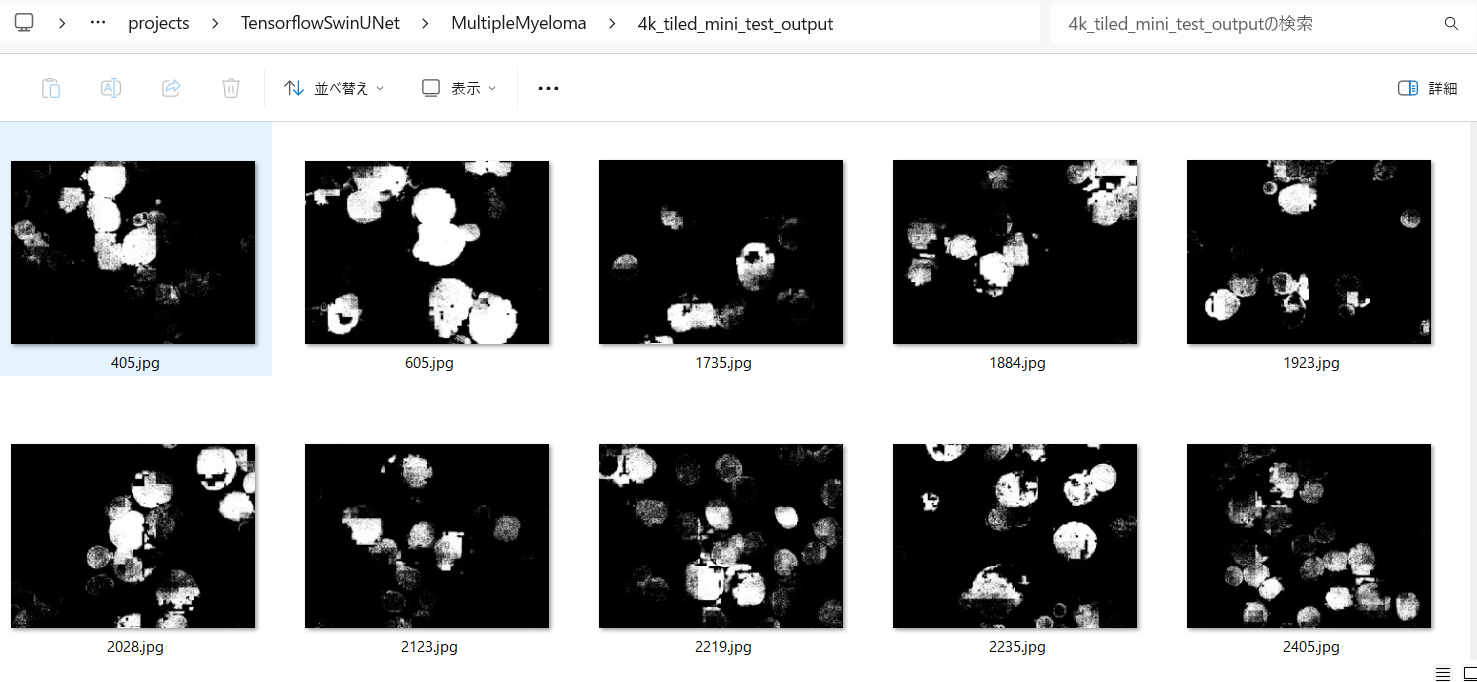 projects > TensorflowSwinUNet > MultipleMyeloma > 4k_tiled_mini_test_output
4k_tiled_mini_test_outputの検索
並べ替え 表示 詳細
405.jpg 605.jpg 1735.jpg 1884.jpg 1923.jpg
2028.jpg 2123.jpg 2219.jpg 2235.jpg 2405.jpg